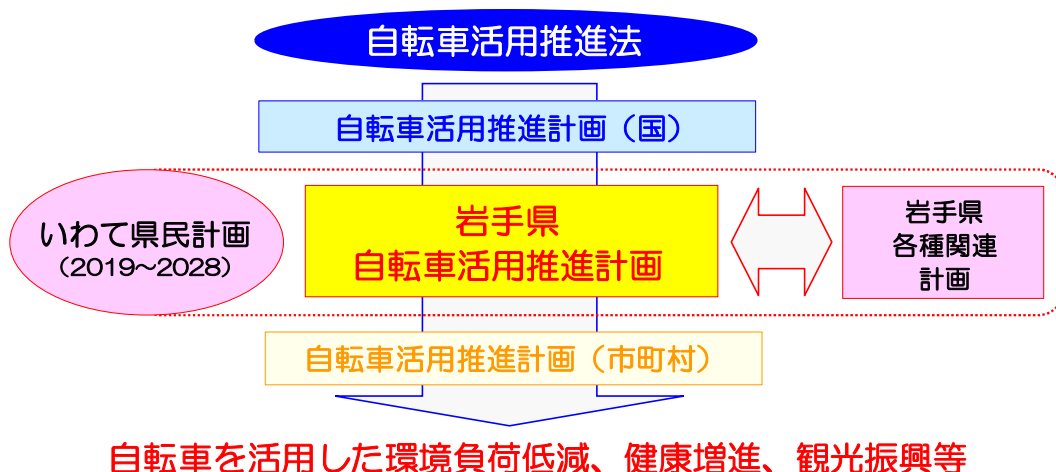 自転車活用推進法
自転車活用推進計画（国）
いわて県民計画
（2019～2028）
岩手県
自転車活用推進計画
岩手県
各種関連
計画
自転車活用推進計画（市町村）
自転車を活用した環境負荷低減、健康増進、観光振興等